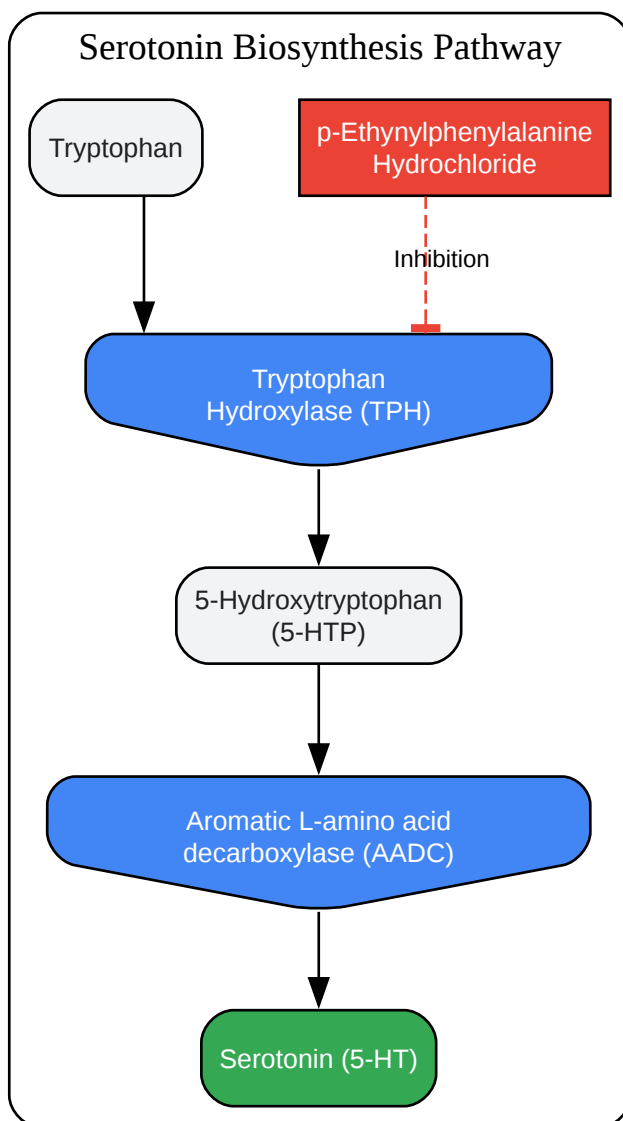 Serotonin Biosynthesis Pathway
Tryptophan
p-Ethynylphenylalanine
Hydrochloride
Inhibition
Tryptophan
Hydroxylase (TPH)
5-Hydroxytryptophan
(5-HTP)
Aromatic L-amino acid
decarboxylase (AADC)
Serotonin (5-HT)